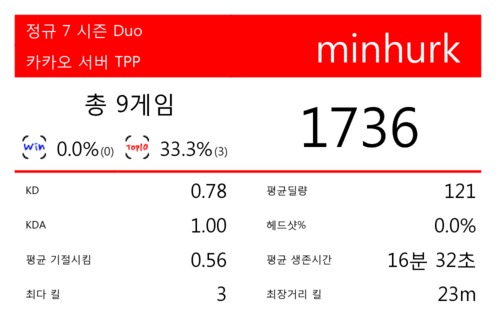 정규 7 시즌 Duo
카카오 서버 TPP
minhurk
총 9게임
Win 0.0%(0) Top10 33.3%(3)
1736
KD 0.78
평균딜량 121
KDA 1.00
헤드샷% 0.0%
평균 기절시킴 0.56
평균 생존시간 16분 32초
최다 킬 3
최장거리 킬 23m